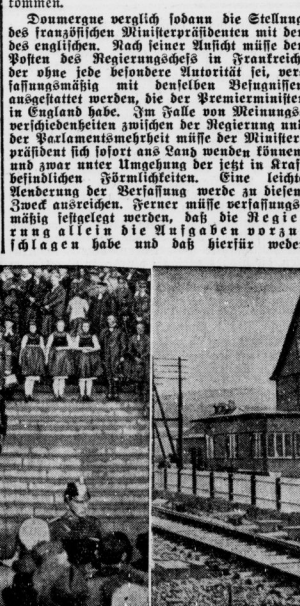 kommen.
Doumergue verglich sodann die Stellung
des französischen Ministerpräsidenten mit der
des englischen. Nach seiner Ansicht müsse der
Posten des Regierungschefs in Frankreich,
der ohne jede besondere Autorität sei, ver-
fassungsmäßig mit denselben Befugnissen
ausgestattet werden, die der Premierminister
in England habe. Im Falle von Meinungs-
verschiedenheiten zwischen der Regierung und
der Parlamentsmehrheit müsse der Minister-
präsident sich sofort ans Land wenden können
und zwar unter Umgehung der jetzt in Kraft
befindlichen Förmlichkeiten. Eine leichte
Aenderung der Verfassung werde zu diesem
Zweck ausreichen. Ferner müsse verfassungs-
mäßig festgelegt werden, daß die Regie-
rung allein die Aufgaben vorzu-
schlagen habe und daß hierfür weder